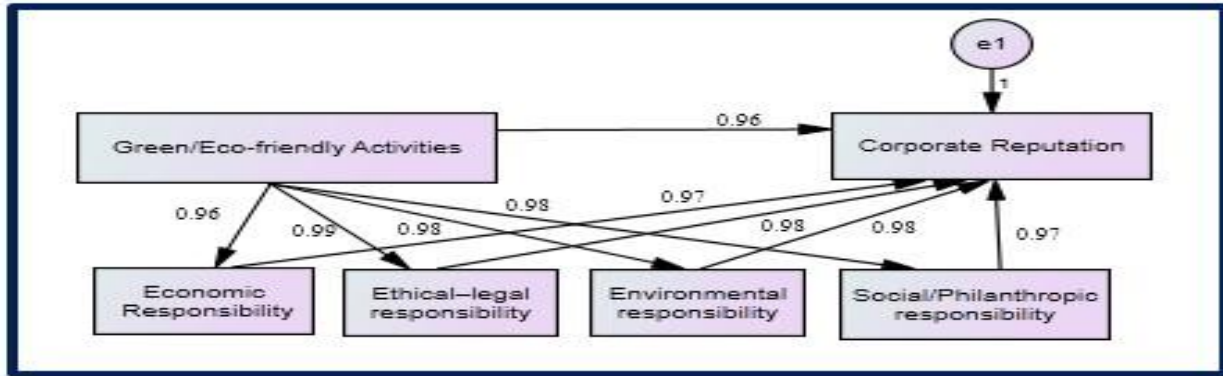 e1
1
0.96
Green/Eco-friendly Activities
Corporate Reputation
0.96
0.99
0.98
0.98
0.97
0.98
0.98
0.97
Economic
Responsibility
Ethical–legal
responsibility
Environmental
responsibility
Social/Philanthropic
responsibility